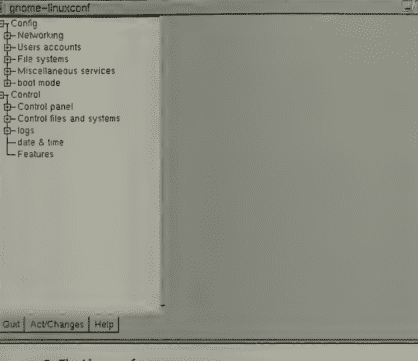 gnome-linuxconf
Config
Networking
Users accounts
File systems
Miscellaneous services
boot mode
Control
Control panel
Control files and systems
logs
date & time
Features
Quit Act/Changes Help